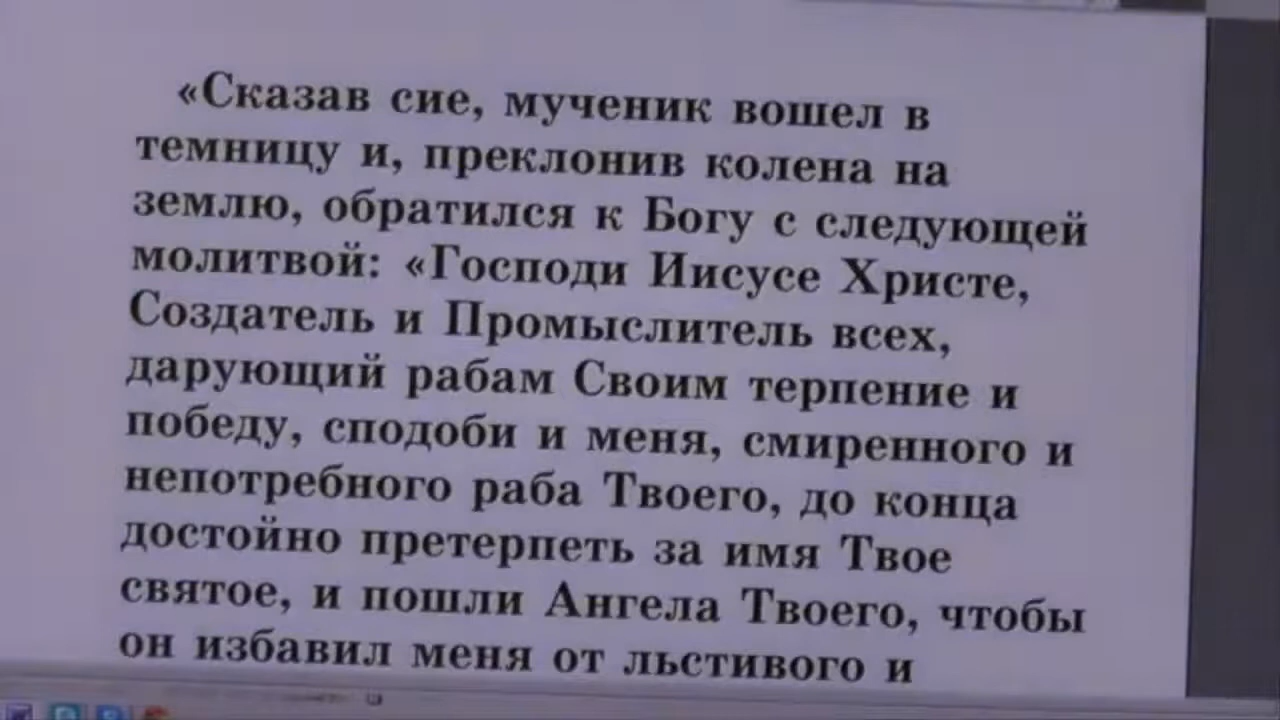 «Сказав сие, мученик вошел в
темницу и, преклонив колена на
землю, обратился к Богу с следующей
молитвой: «Господи Иисусе Христе,
Создатель и Промыслитель всех,
дарующий рабам Своим терпение и
победу, сподоби и меня, смиренного и
непотребного раба Твоего, до конца
достойно претерпеть за имя Твое
святое, и пошли Ангела Твоего, чтобы
он избавил меня от льстивого и